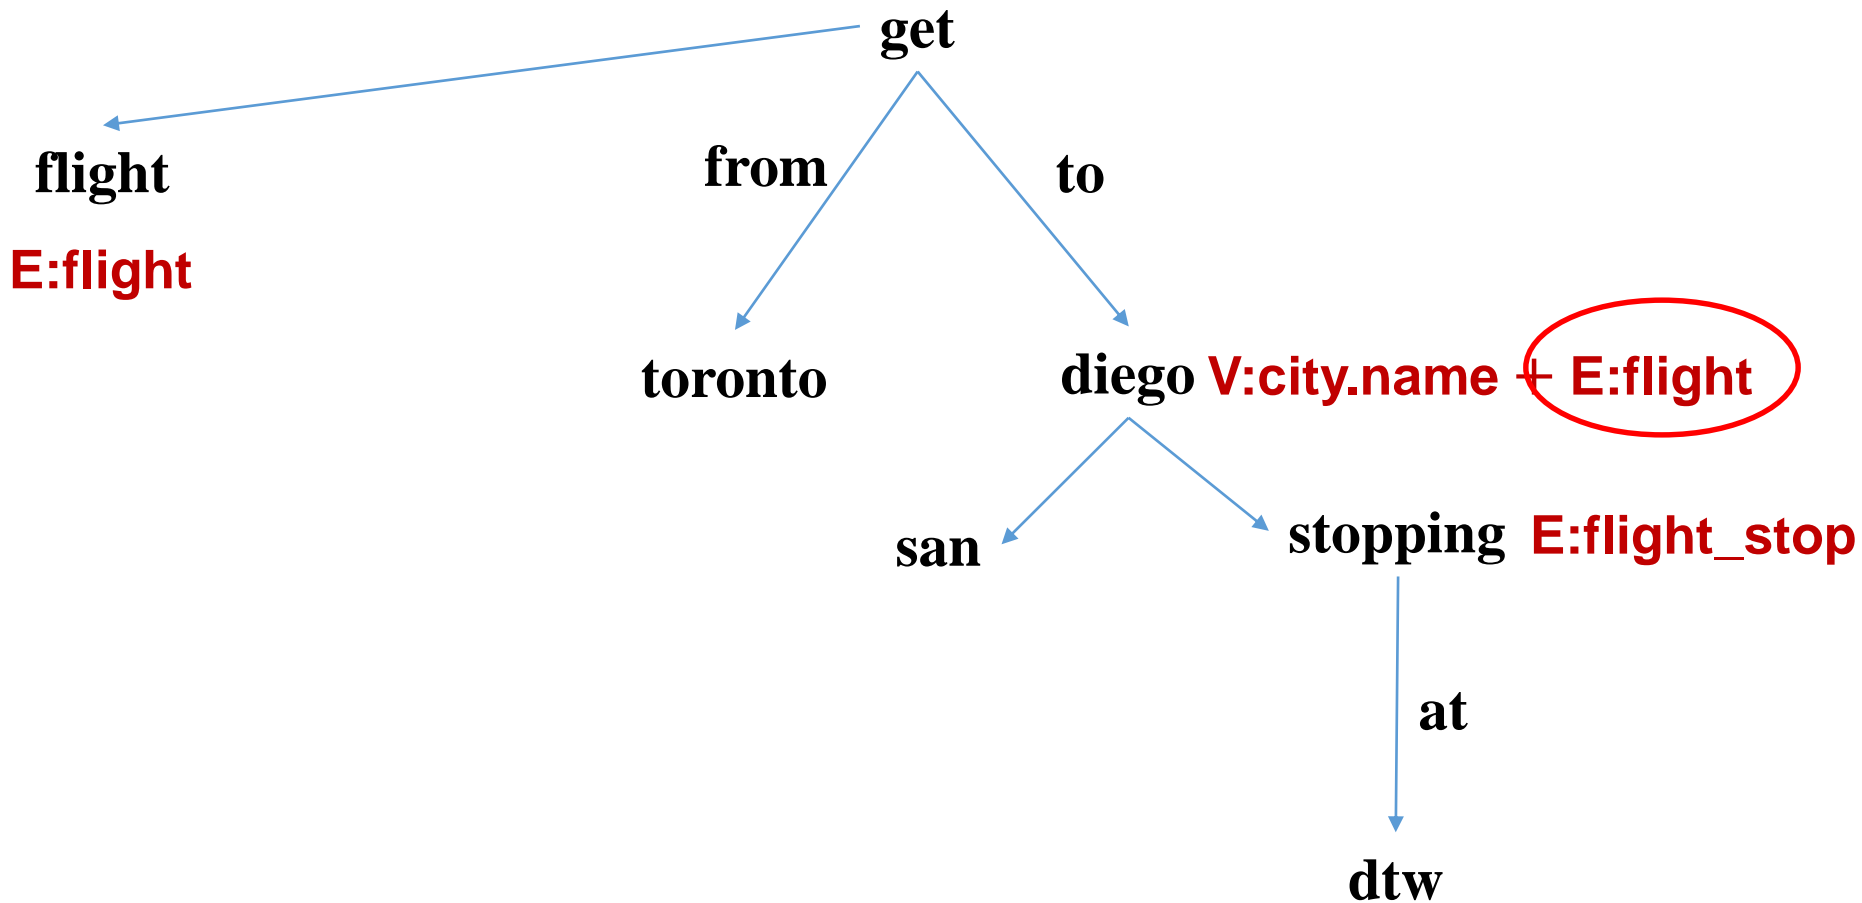 get
flight
from
to
E:flight
toronto
diego V:city.name + E:flight
san
stopping E:flight_stop
at
dtw